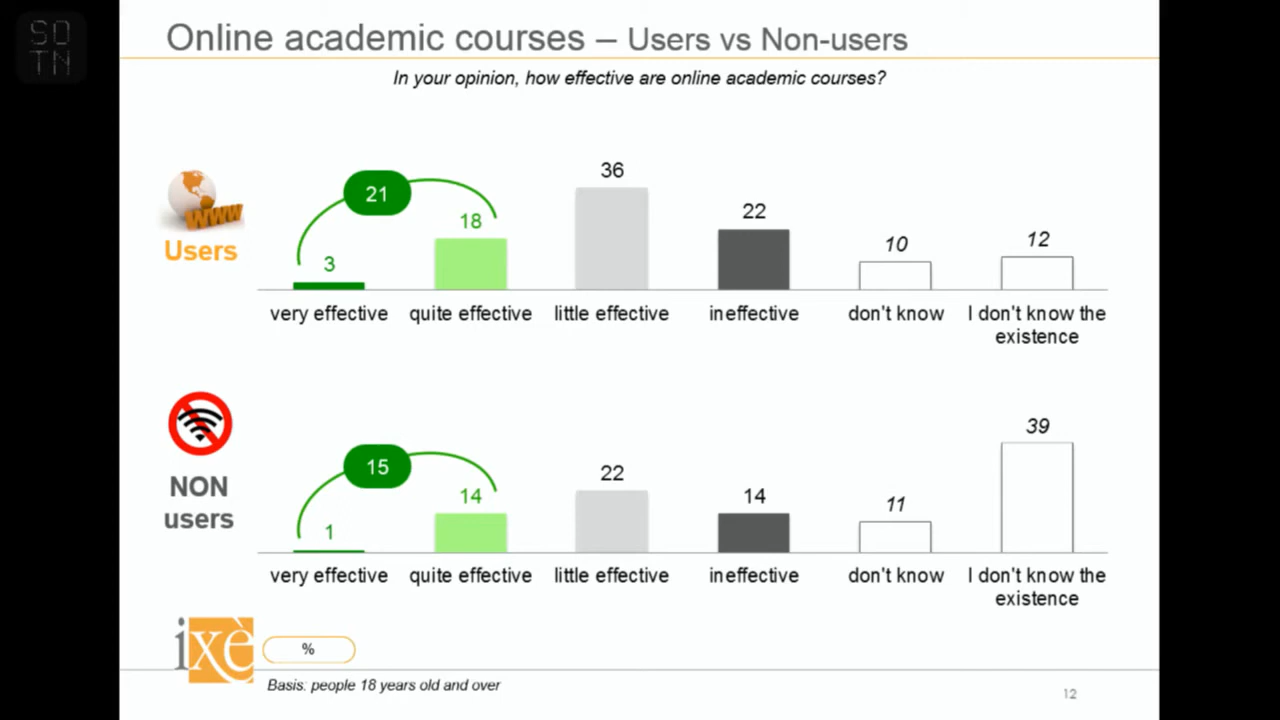 SO
TN
Online academic courses – Users vs Non-users
In your opinion, how effective are online academic courses?
WWW
Users
21
3
18
36
22
10
12
very effective
quite effective
little effective
ineffective
don't know
I don't know the
existence
NON
users
15
1
14
22
14
11
39
very effective
quite effective
little effective
ineffective
don't know
I don't know the
existence
ixè
%
Basis: people 18 years old and over
12